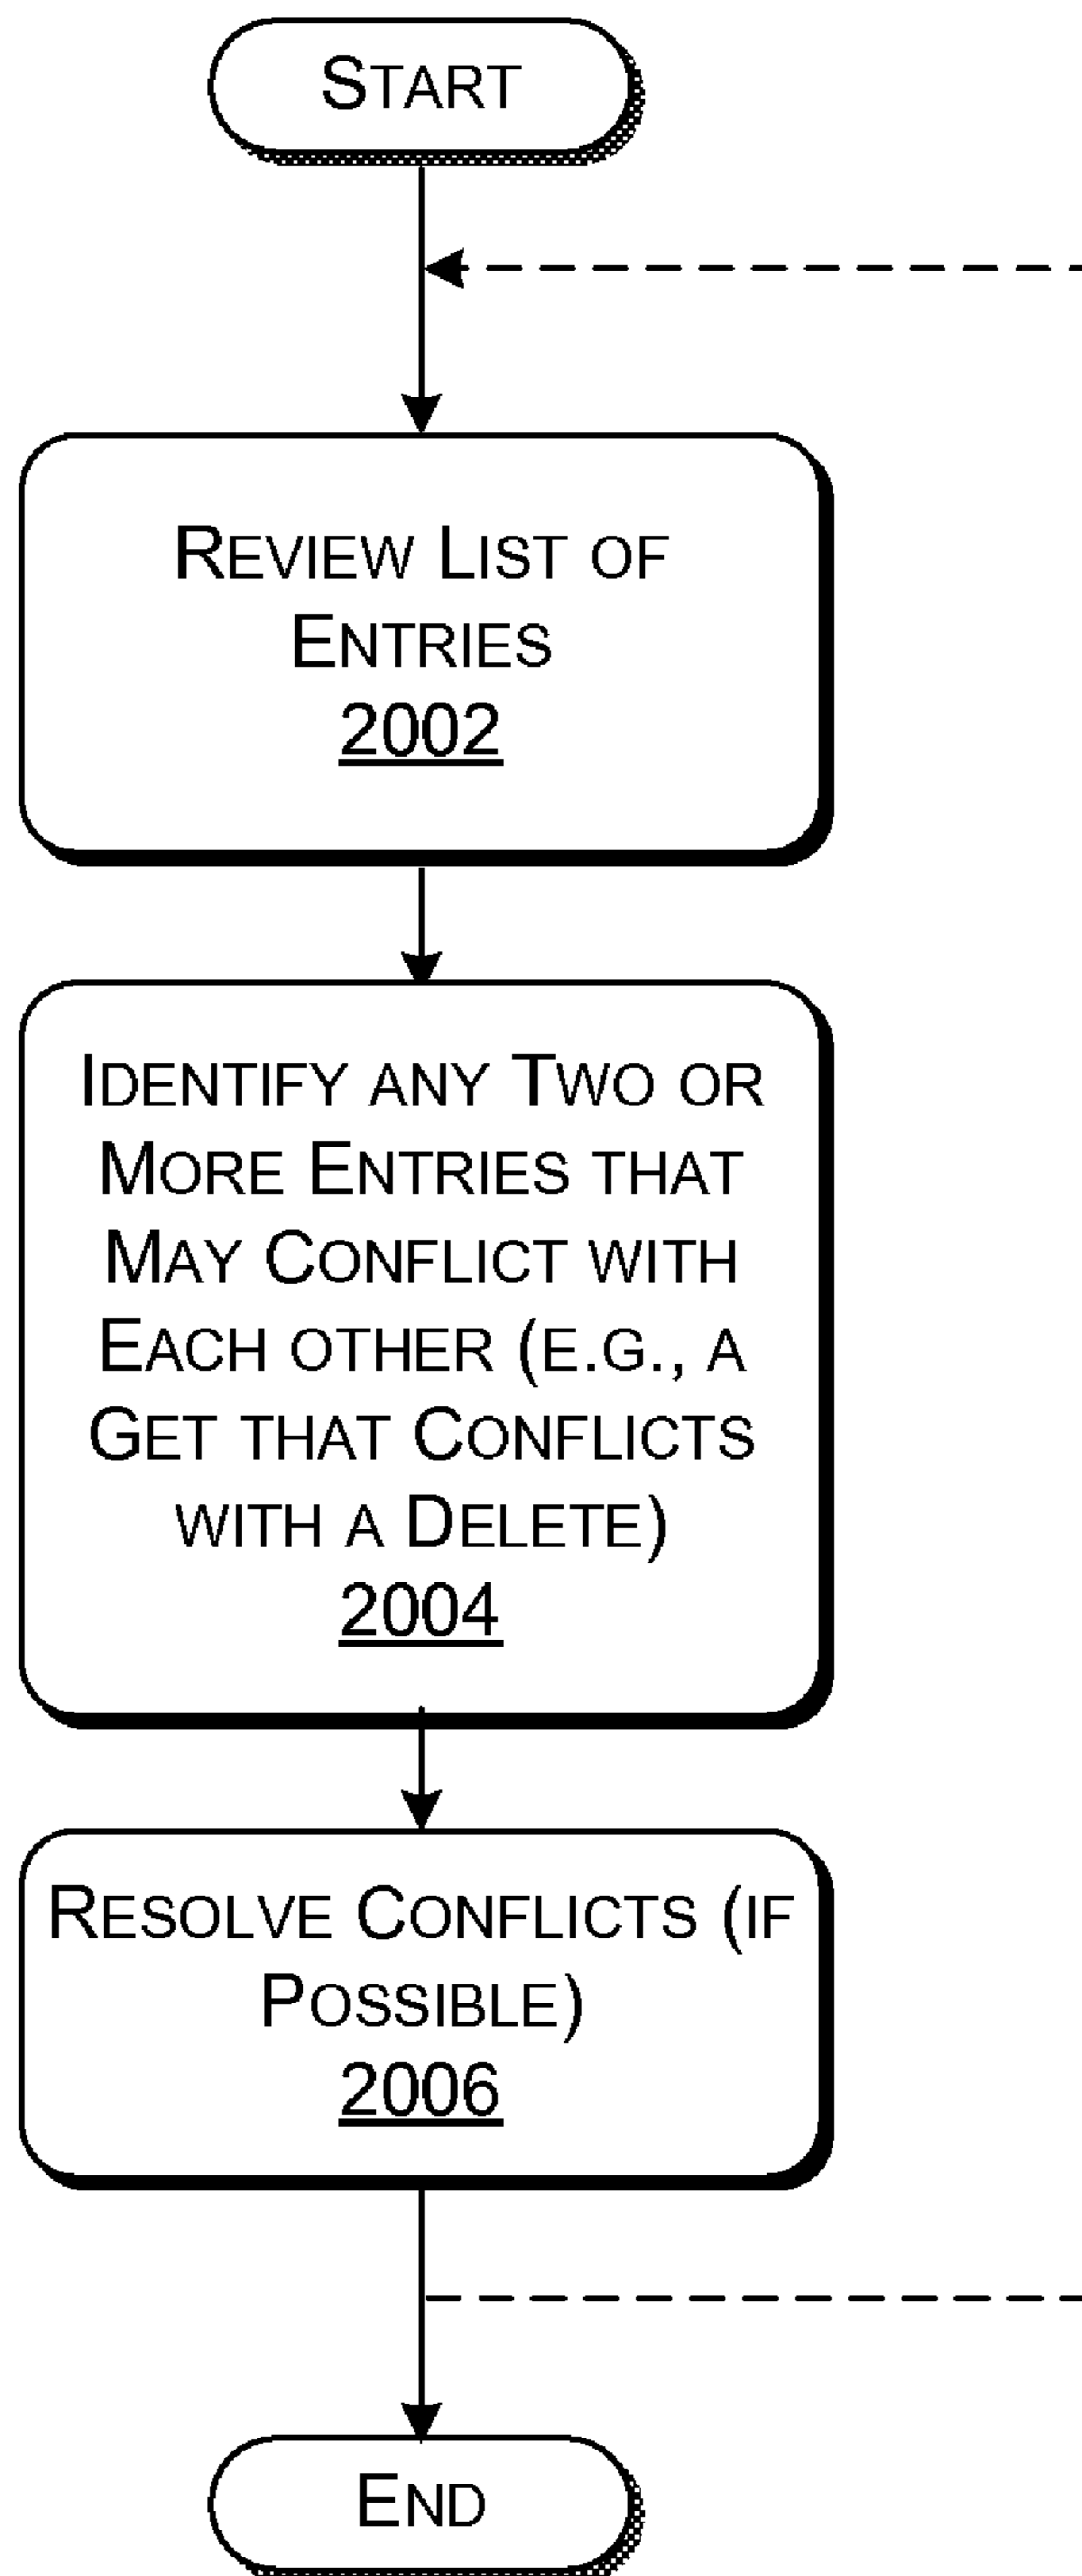 START
REVIEW LIST OF
ENTRIES
2002
IDENTIFY ANY TWO OR
MORE ENTRIES THAT
MAY CONFLICT WITH
EACH OTHER (E.G., A
GET THAT CONFLICTS
WITH A DELETE)
2004
RESOLVE CONFLICTS (IF
POSSIBLE)
2006
END